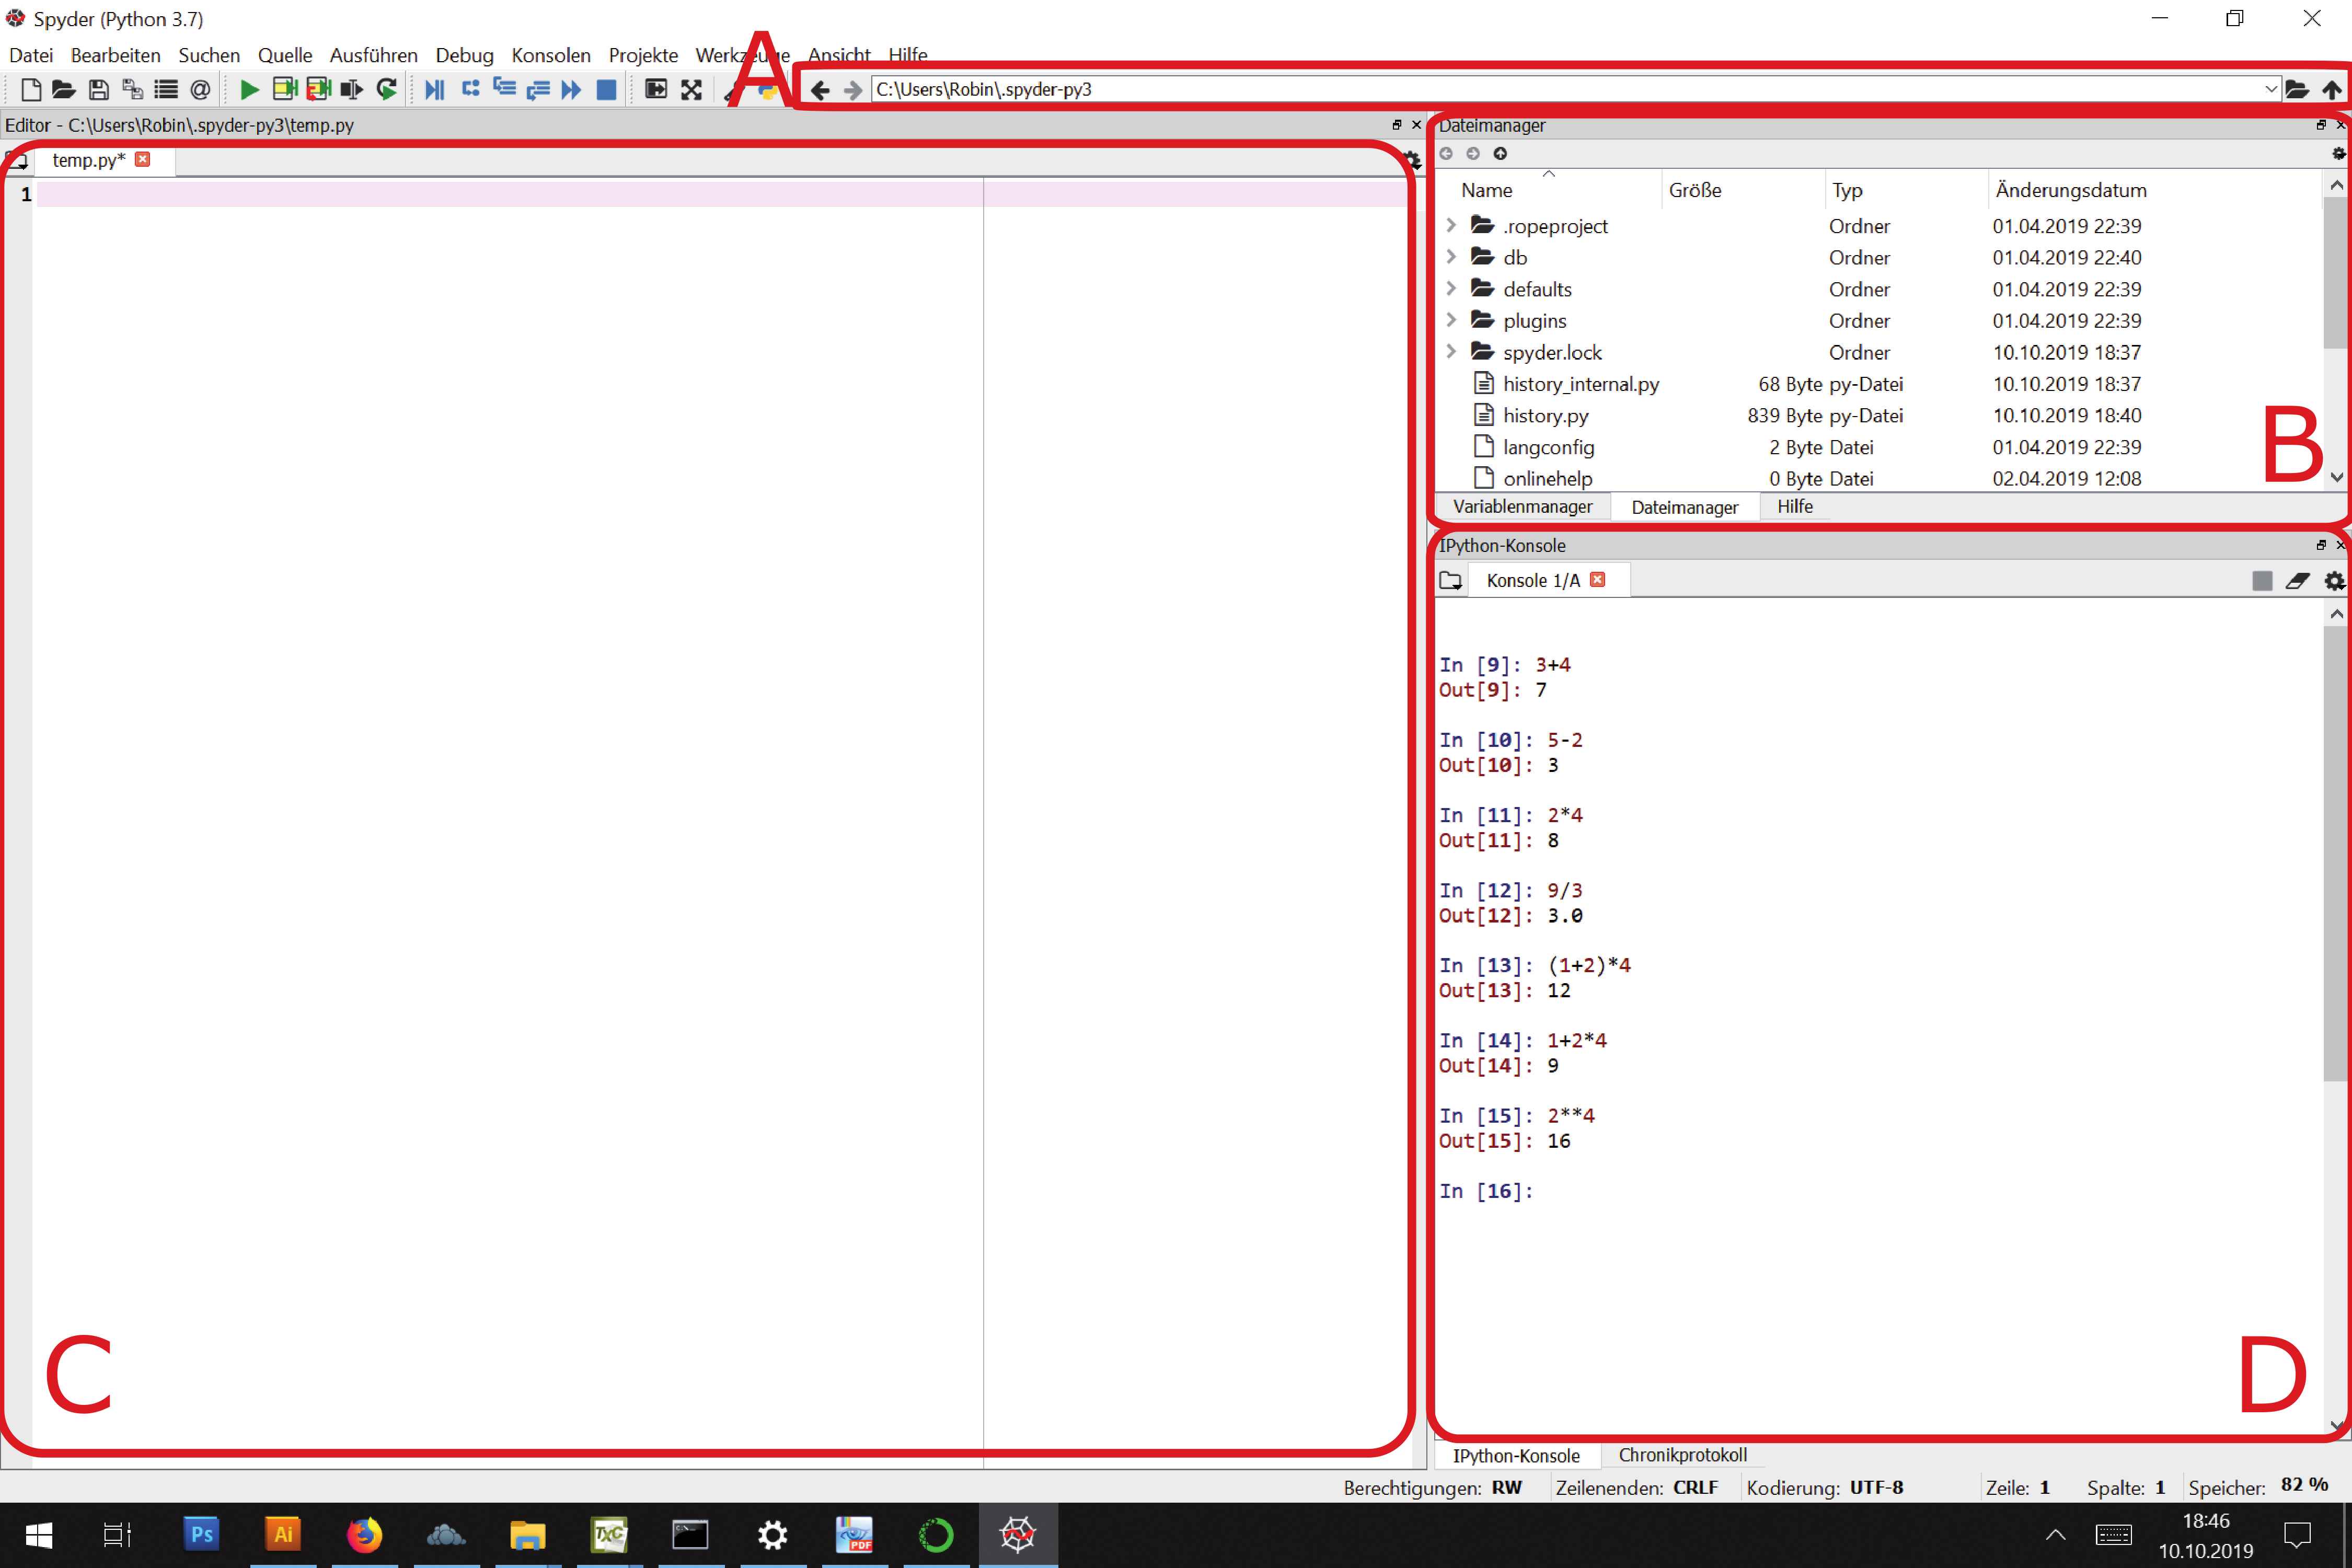 Spyder (Python 3.7)
Datei Bearbeiten Suchen Quelle Ausführen Debug Konsolen Projekte Werkzeuge Ansicht Hilfe
A
C:\Users\Robin\.spyder-py3
Editor - C:\Users\Robin\.spyder-py3\temp.py
temp.py*
1
C
Dateimanager
Name Größe Typ Änderungsdatum
.ropeproject Ordner 01.04.2019 22:39
db Ordner 01.04.2019 22:40
defaults Ordner 01.04.2019 22:39
plugins Ordner 01.04.2019 22:39
spyder.lock Ordner 10.10.2019 18:37
history_internal.py 68 Byte py-Datei 10.10.2019 18:37
history.py 839 Byte py-Datei 10.10.2019 18:40
langconfig 2 Byte Datei 01.04.2019 22:39
onlinehelp 0 Byte Datei 02.04.2019 12:08
B
Variablenmanager Dateimanager Hilfe
IPython-Konsole
Konsole 1/A
In [9]: 3+4
Out[9]: 7
In [10]: 5-2
Out[10]: 3
In [11]: 2*4
Out[11]: 8
In [12]: 9/3
Out[12]: 3.0
In [13]: (1+2)*4
Out[13]: 12
In [14]: 1+2*4
Out[14]: 9
In [15]: 2**4
Out[15]: 16
In [16]:
D
IPython-Konsole Chronikprotokoll
Berechtigungen: RW Zeilenenden: CRLF Kodierung: UTF-8 Zeile: 1 Spalte: 1 Speicher: 82 %
Ps Ai TXC PDF
18:46
10.10.2019